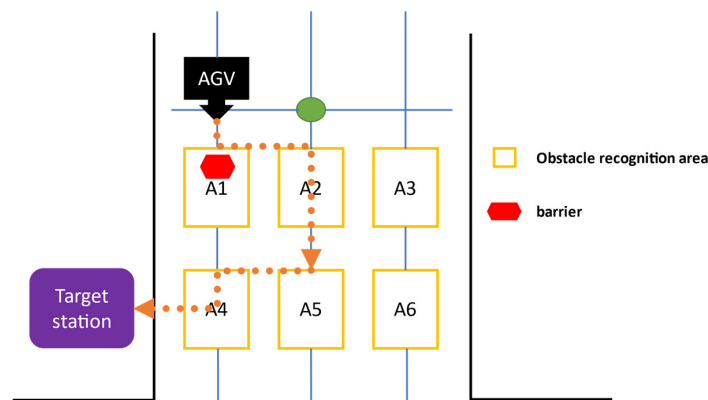 AGV
A1
A2
A3
Obstacle recognition area
barrier
A4
A5
A6
Target
station